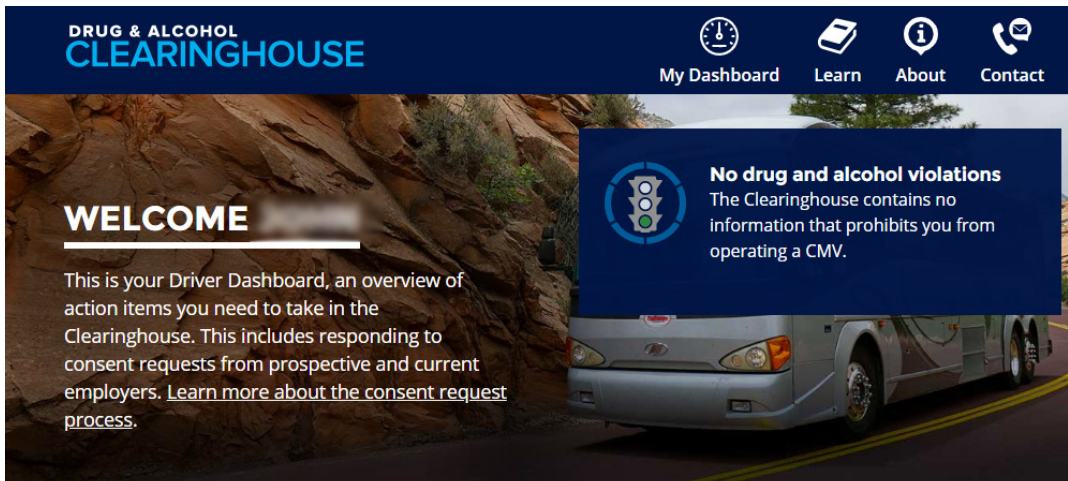 DRUG & ALCOHOL
CLEARINGHOUSE
My Dashboard
Learn
About
Contact
WELCOME
This is your Driver Dashboard, an overview of
action items you need to take in the
Clearinghouse. This includes responding to
consent requests from prospective and current
employers. Learn more about the consent request
process.
No drug and alcohol violations
The Clearinghouse contains no
information that prohibits you from
operating a CMV.